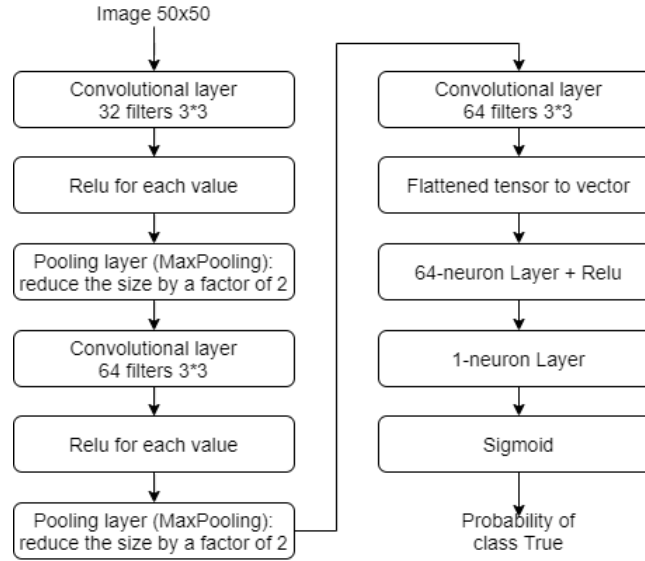 Image 50x50
Convolutional layer
32 filters 3*3
Relu for each value
Pooling layer (MaxPooling):
reduce the size by a factor of 2
Convolutional layer
64 filters 3*3
Relu for each value
Pooling layer (MaxPooling):
reduce the size by a factor of 2
Convolutional layer
64 filters 3*3
Flattened tensor to vector
64-neuron Layer + Relu
1-neuron Layer
Sigmoid
Probability of
class True